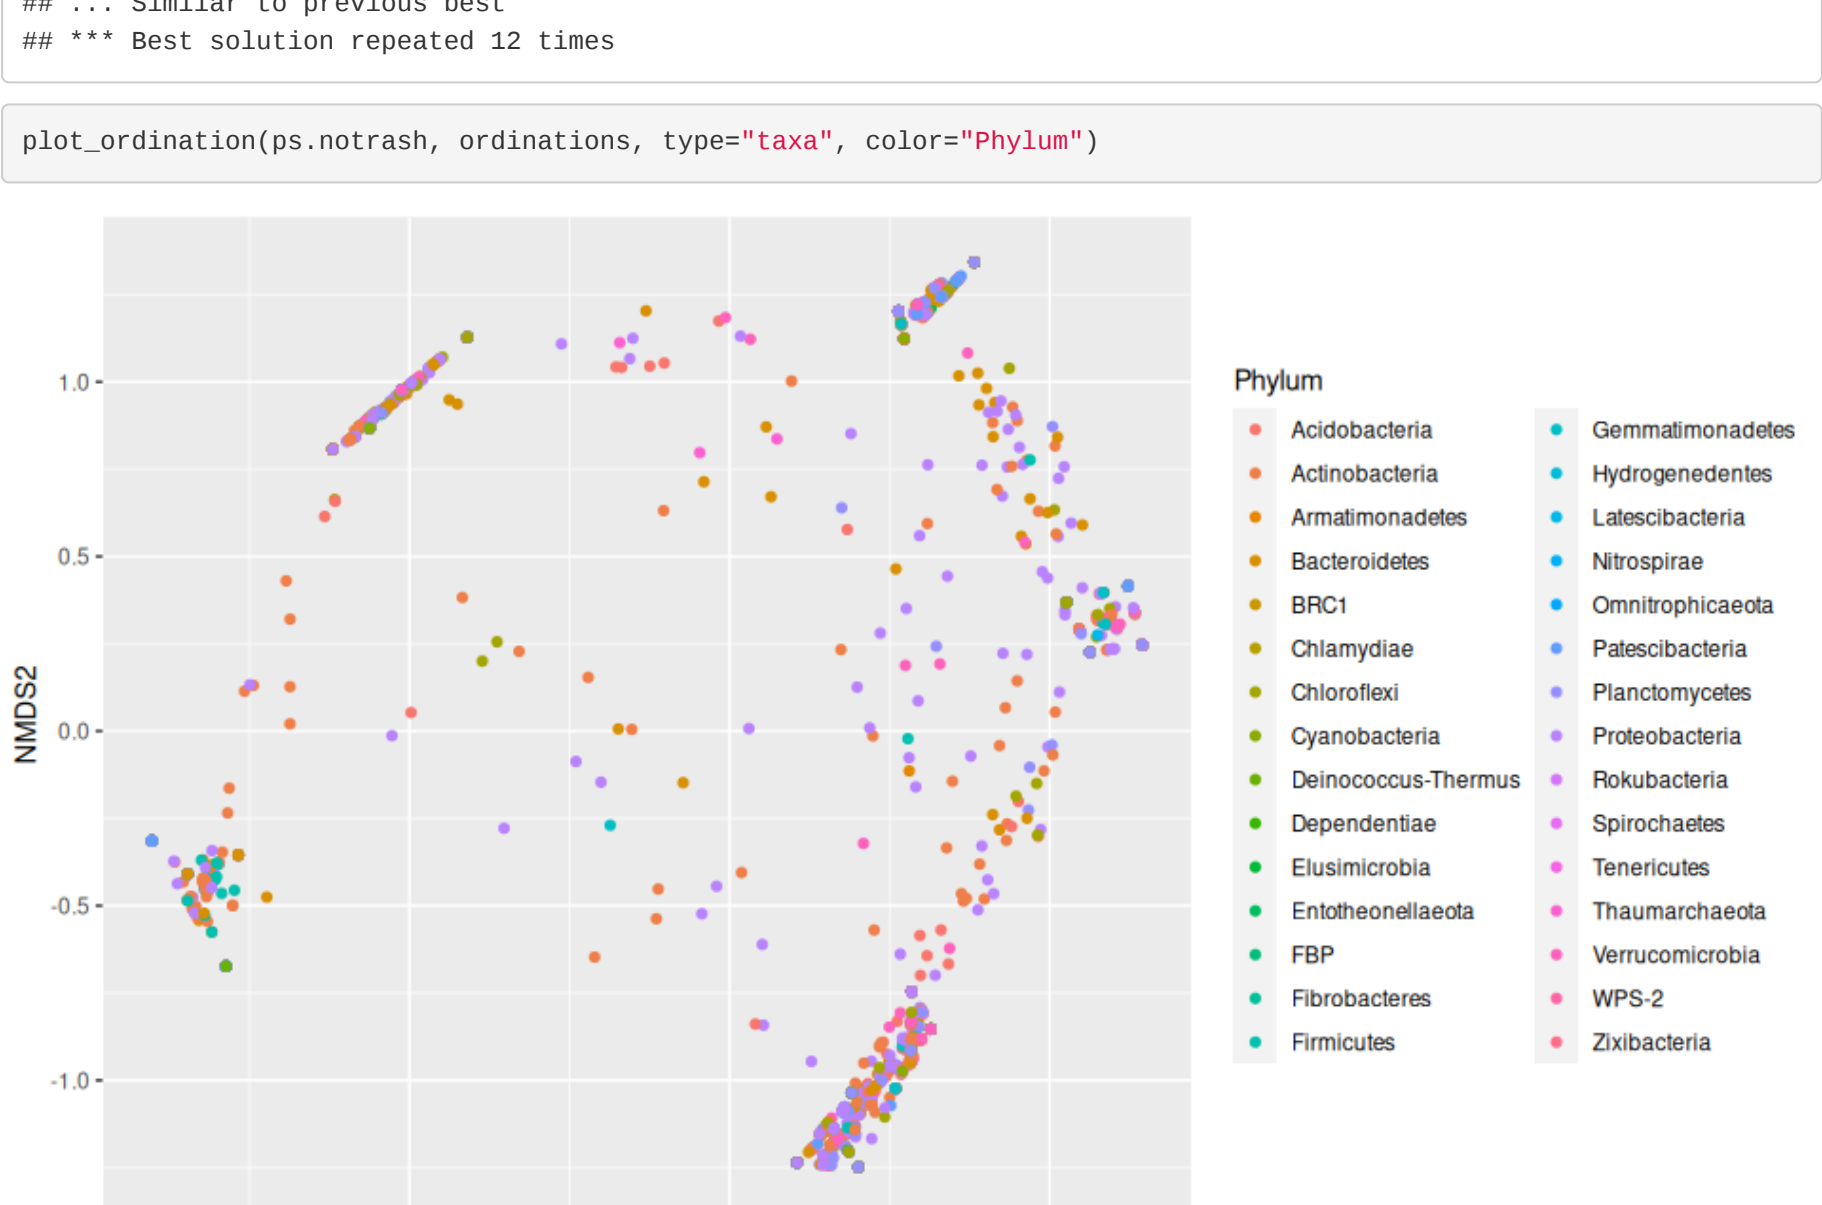 ## ... Similar to previous best
## *** Best solution repeated 12 times
plot_ordination(ps.notrash, ordinations, type="taxa", color="Phylum")
NMDS2
1.0
0.5
0.0
-0.5
-1.0
Phylum
Acidobacteria
Actinobacteria
Armatimonadetes
Bacteroidetes
BRC1
Chlamydiae
Chloroflexi
Cyanobacteria
Deinococcus-Thermus
Dependentiae
Elusimicrobia
Entotheonellaeota
FBP
Fibrobacteres
Firmicutes
Gemmatimonadetes
Hydrogenedentes
Latescibacteria
Nitrospirae
Omnitrophicaeota
Patescibacteria
Planctomycetes
Proteobacteria
Rokubacteria
Spirochaetes
Tenericutes
Thaumarchaeota
Verrucomicrobia
WPS-2
Zixibacteria